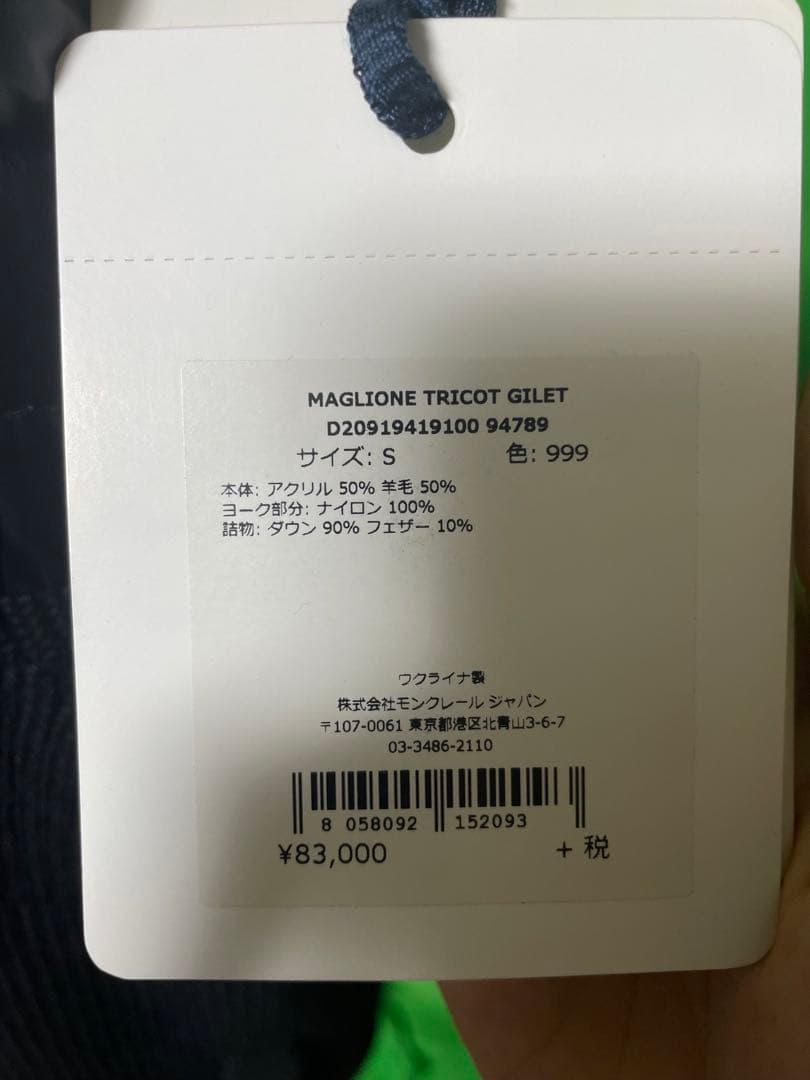 MAGLIONE TRICOT GILET
D20919419100 94789
サイズ: S 色: 999
本体: アクリル 50% 羊毛 50%
ヨーク部分: ナイロン 100%
詰物: ダウン 90% フェザー 10%
ウクライナ製
株式会社モンクレール ジャパン
〒107-0061 東京都港区北青山3-6-7
03-3486-2110
8 058092 152093
¥83,000 + 税